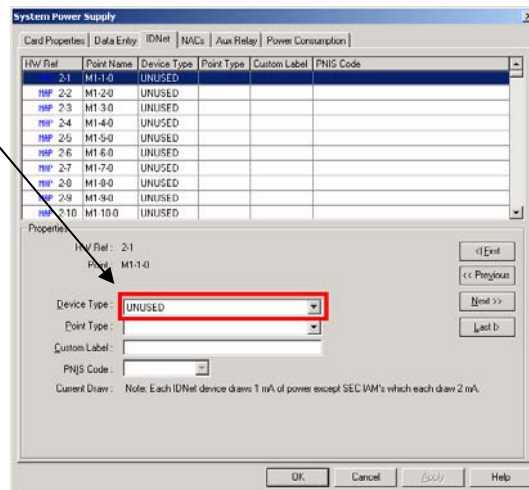 System Power Supply
Card Properties Data Entry IDNet NACs Aux Relay Power Consumption
HW Ref Point Name Device Type Point Type Custom Label PNIS Code
MAP 2-1 M1-1-0 UNUSED
MAP 2-2 M1-2-0 UNUSED
MAP 2-3 M1-3-0 UNUSED
MAP 2-4 M1-4-0 UNUSED
MAP 2-5 M1-5-0 UNUSED
MAP 2-6 M1-6-0 UNUSED
MAP 2-7 M1-7-0 UNUSED
MAP 2-8 M1-8-0 UNUSED
MAP 2-9 M1-9-0 UNUSED
MAP 2-10 M1-10-0 UNUSED
Properties
HW Ref : 2-1
Point : M1-1-0
Device Type : UNUSED
Point Type :
Custom Label :
PNIS Code :
Current Draw : Note: Each IDNet device draws 1 mA of power except SEC IAM's which each draw 2 mA.
<| First
<< Previous
Next >>
Last |>
OK Cancel Apply Help